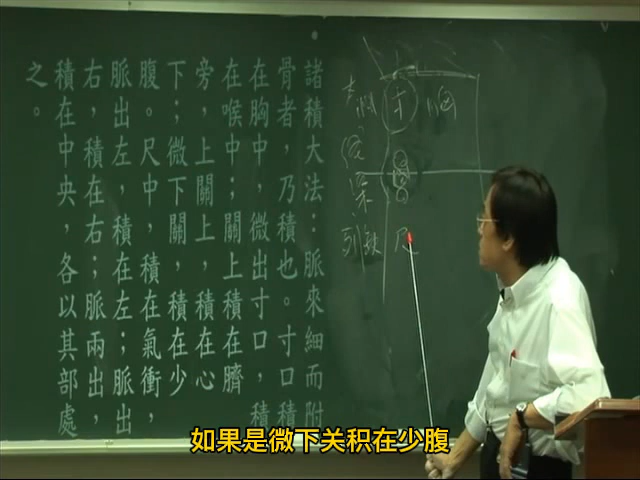 諸積大法：脈來細而附
骨者，乃積也。寸口積
在胸中，微出寸口，積
在喉中；關上積在臍
旁，上關上，積在心
下；微下關，積在少
腹。尺中，積在氣衝，
脈出左，積在左；脈出
右，積在右；脈兩出，
積在中央，各以其部處
之。
寸
胸
尺
如果是微下关积在少腹